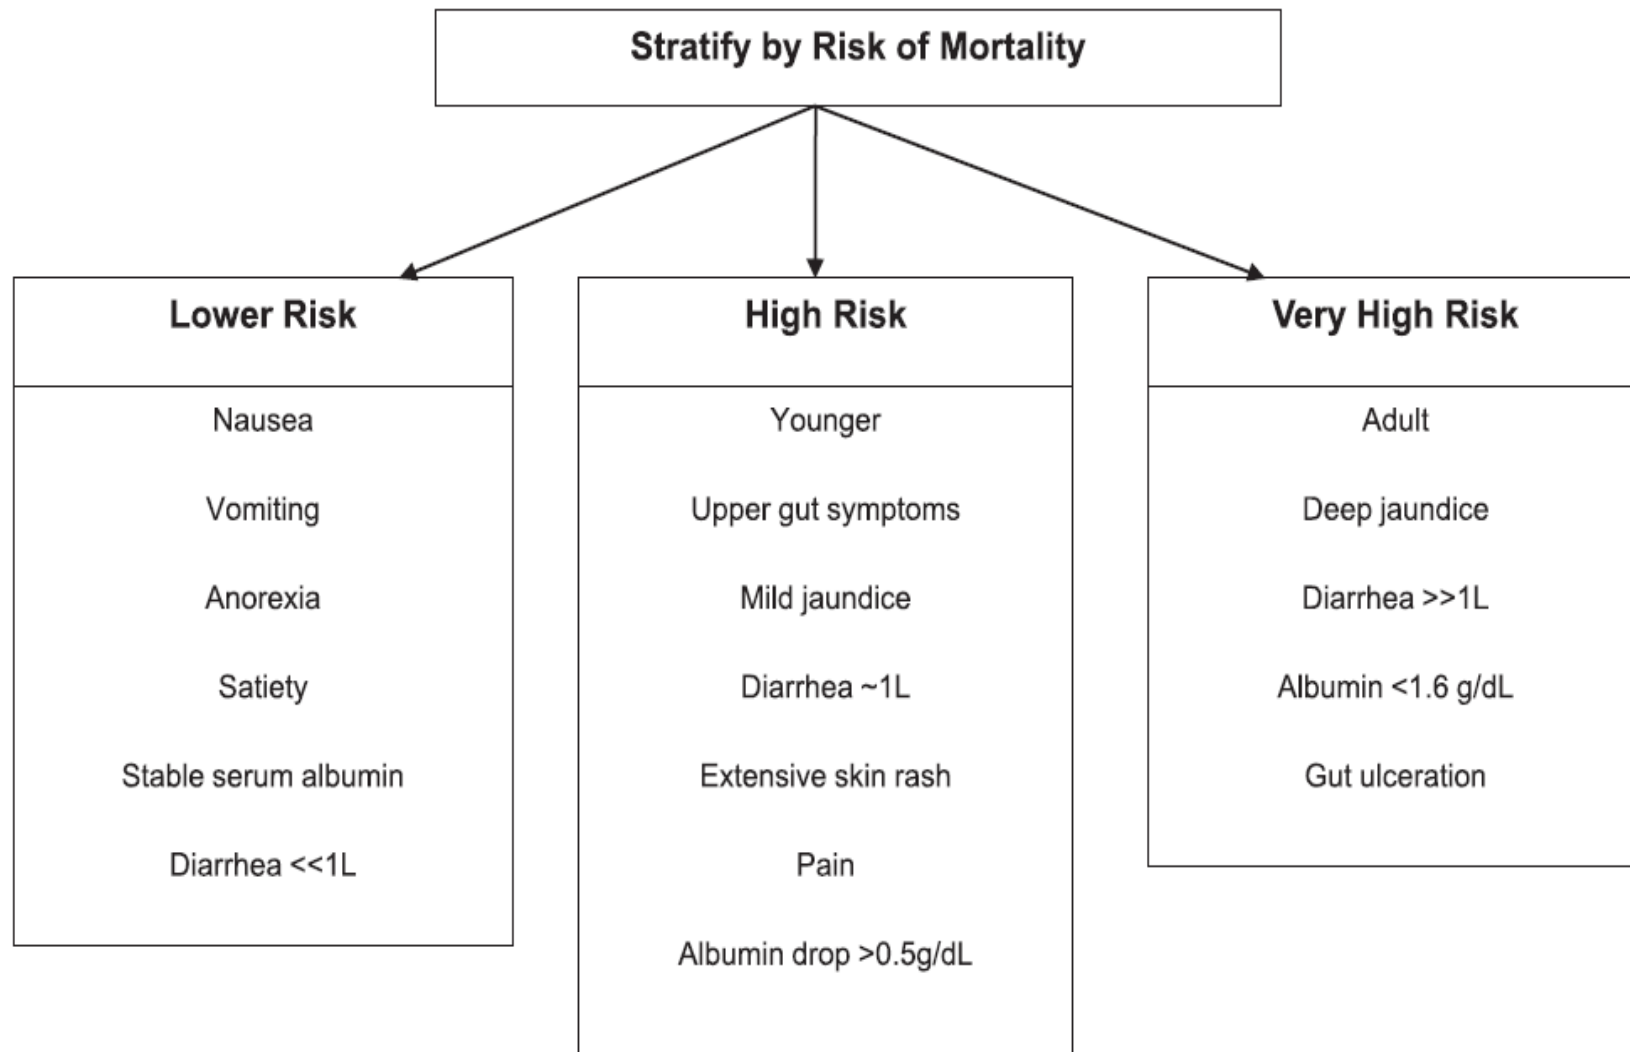 Stratify by Risk of Mortality
Lower Risk
Nausea
Vomiting
Anorexia
Satiety
Stable serum albumin
Diarrhea <<1L
High Risk
Younger
Upper gut symptoms
Mild jaundice
Diarrhea ~1L
Extensive skin rash
Pain
Albumin drop >0.5g/dL
Very High Risk
Adult
Deep jaundice
Diarrhea >>1L
Albumin <1.6 g/dL
Gut ulceration